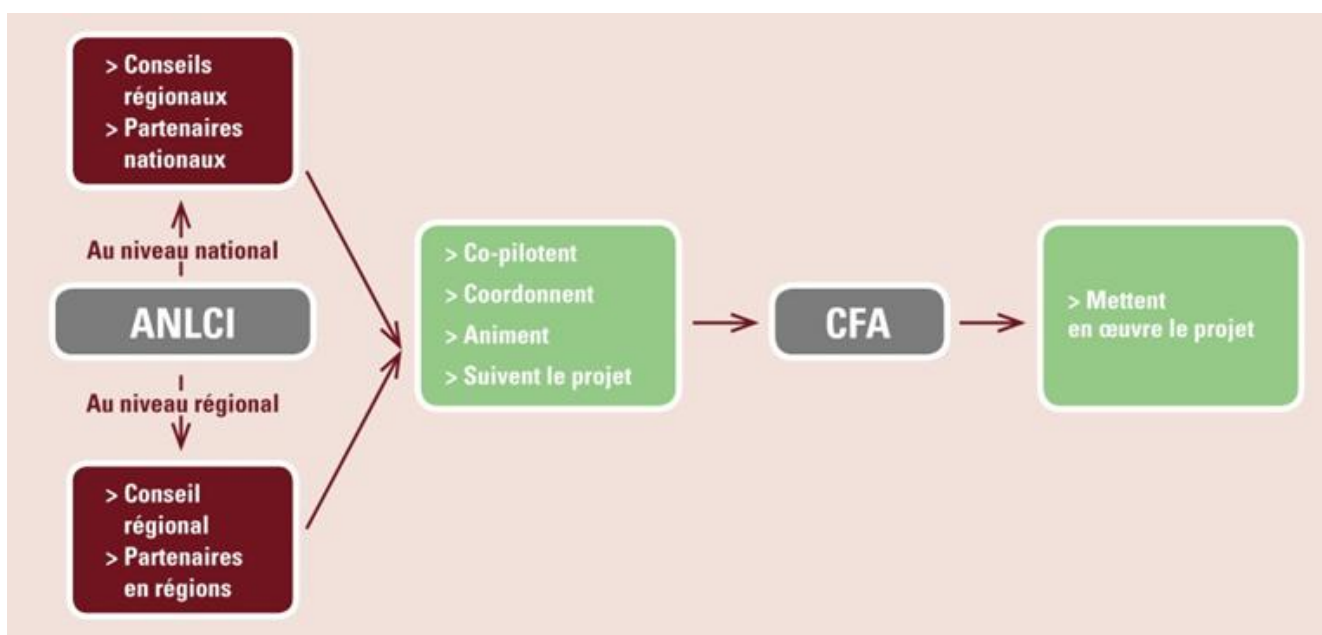 > Conseils
régionaux
> Partenaires
nationaux
Au niveau national
ANLCI
Au niveau régional
> Conseil
régional
> Partenaires
en régions
> Co-pilotent
> Coordonnent
> Animent
> Suivent le projet
CFA
> Mettent
en œuvre le projet